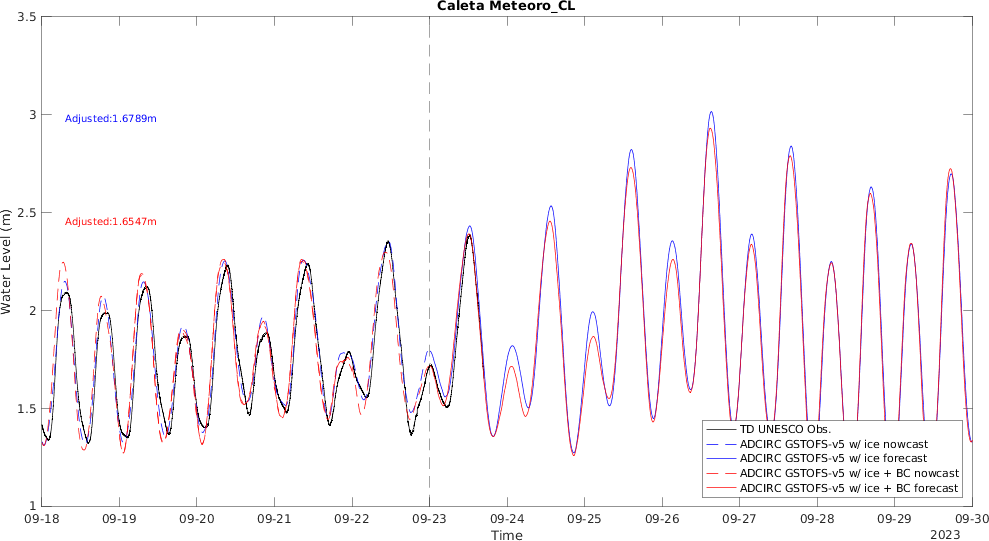 Caleta Meteoro_CL
3.5
3
2.5
2
1.5
1
Water Level (m)
Adjusted:1.6789m
Adjusted:1.6547m
TD UNESCO Obs.
ADCIRC GSTOFS-v5 w/ ice nowcast
ADCIRC GSTOFS-v5 w/ ice forecast
ADCIRC GSTOFS-v5 w/ ice + BC nowcast
ADCIRC GSTOFS-v5 w/ ice + BC forecast
09-18 09-19 09-20 09-21 09-22 09-23 09-24 09-25 09-26 09-27 09-28 09-29 09-30
Time
2023